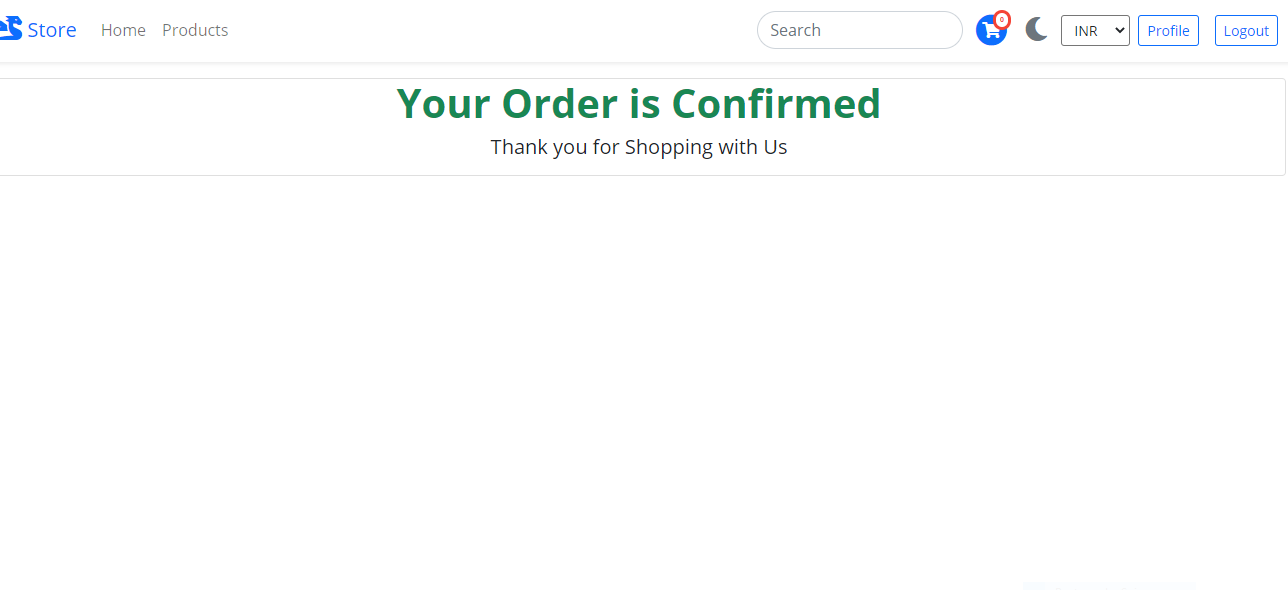 Store Home Products Search 0 INR Profile Logout
Your Order is Confirmed
Thank you for Shopping with Us